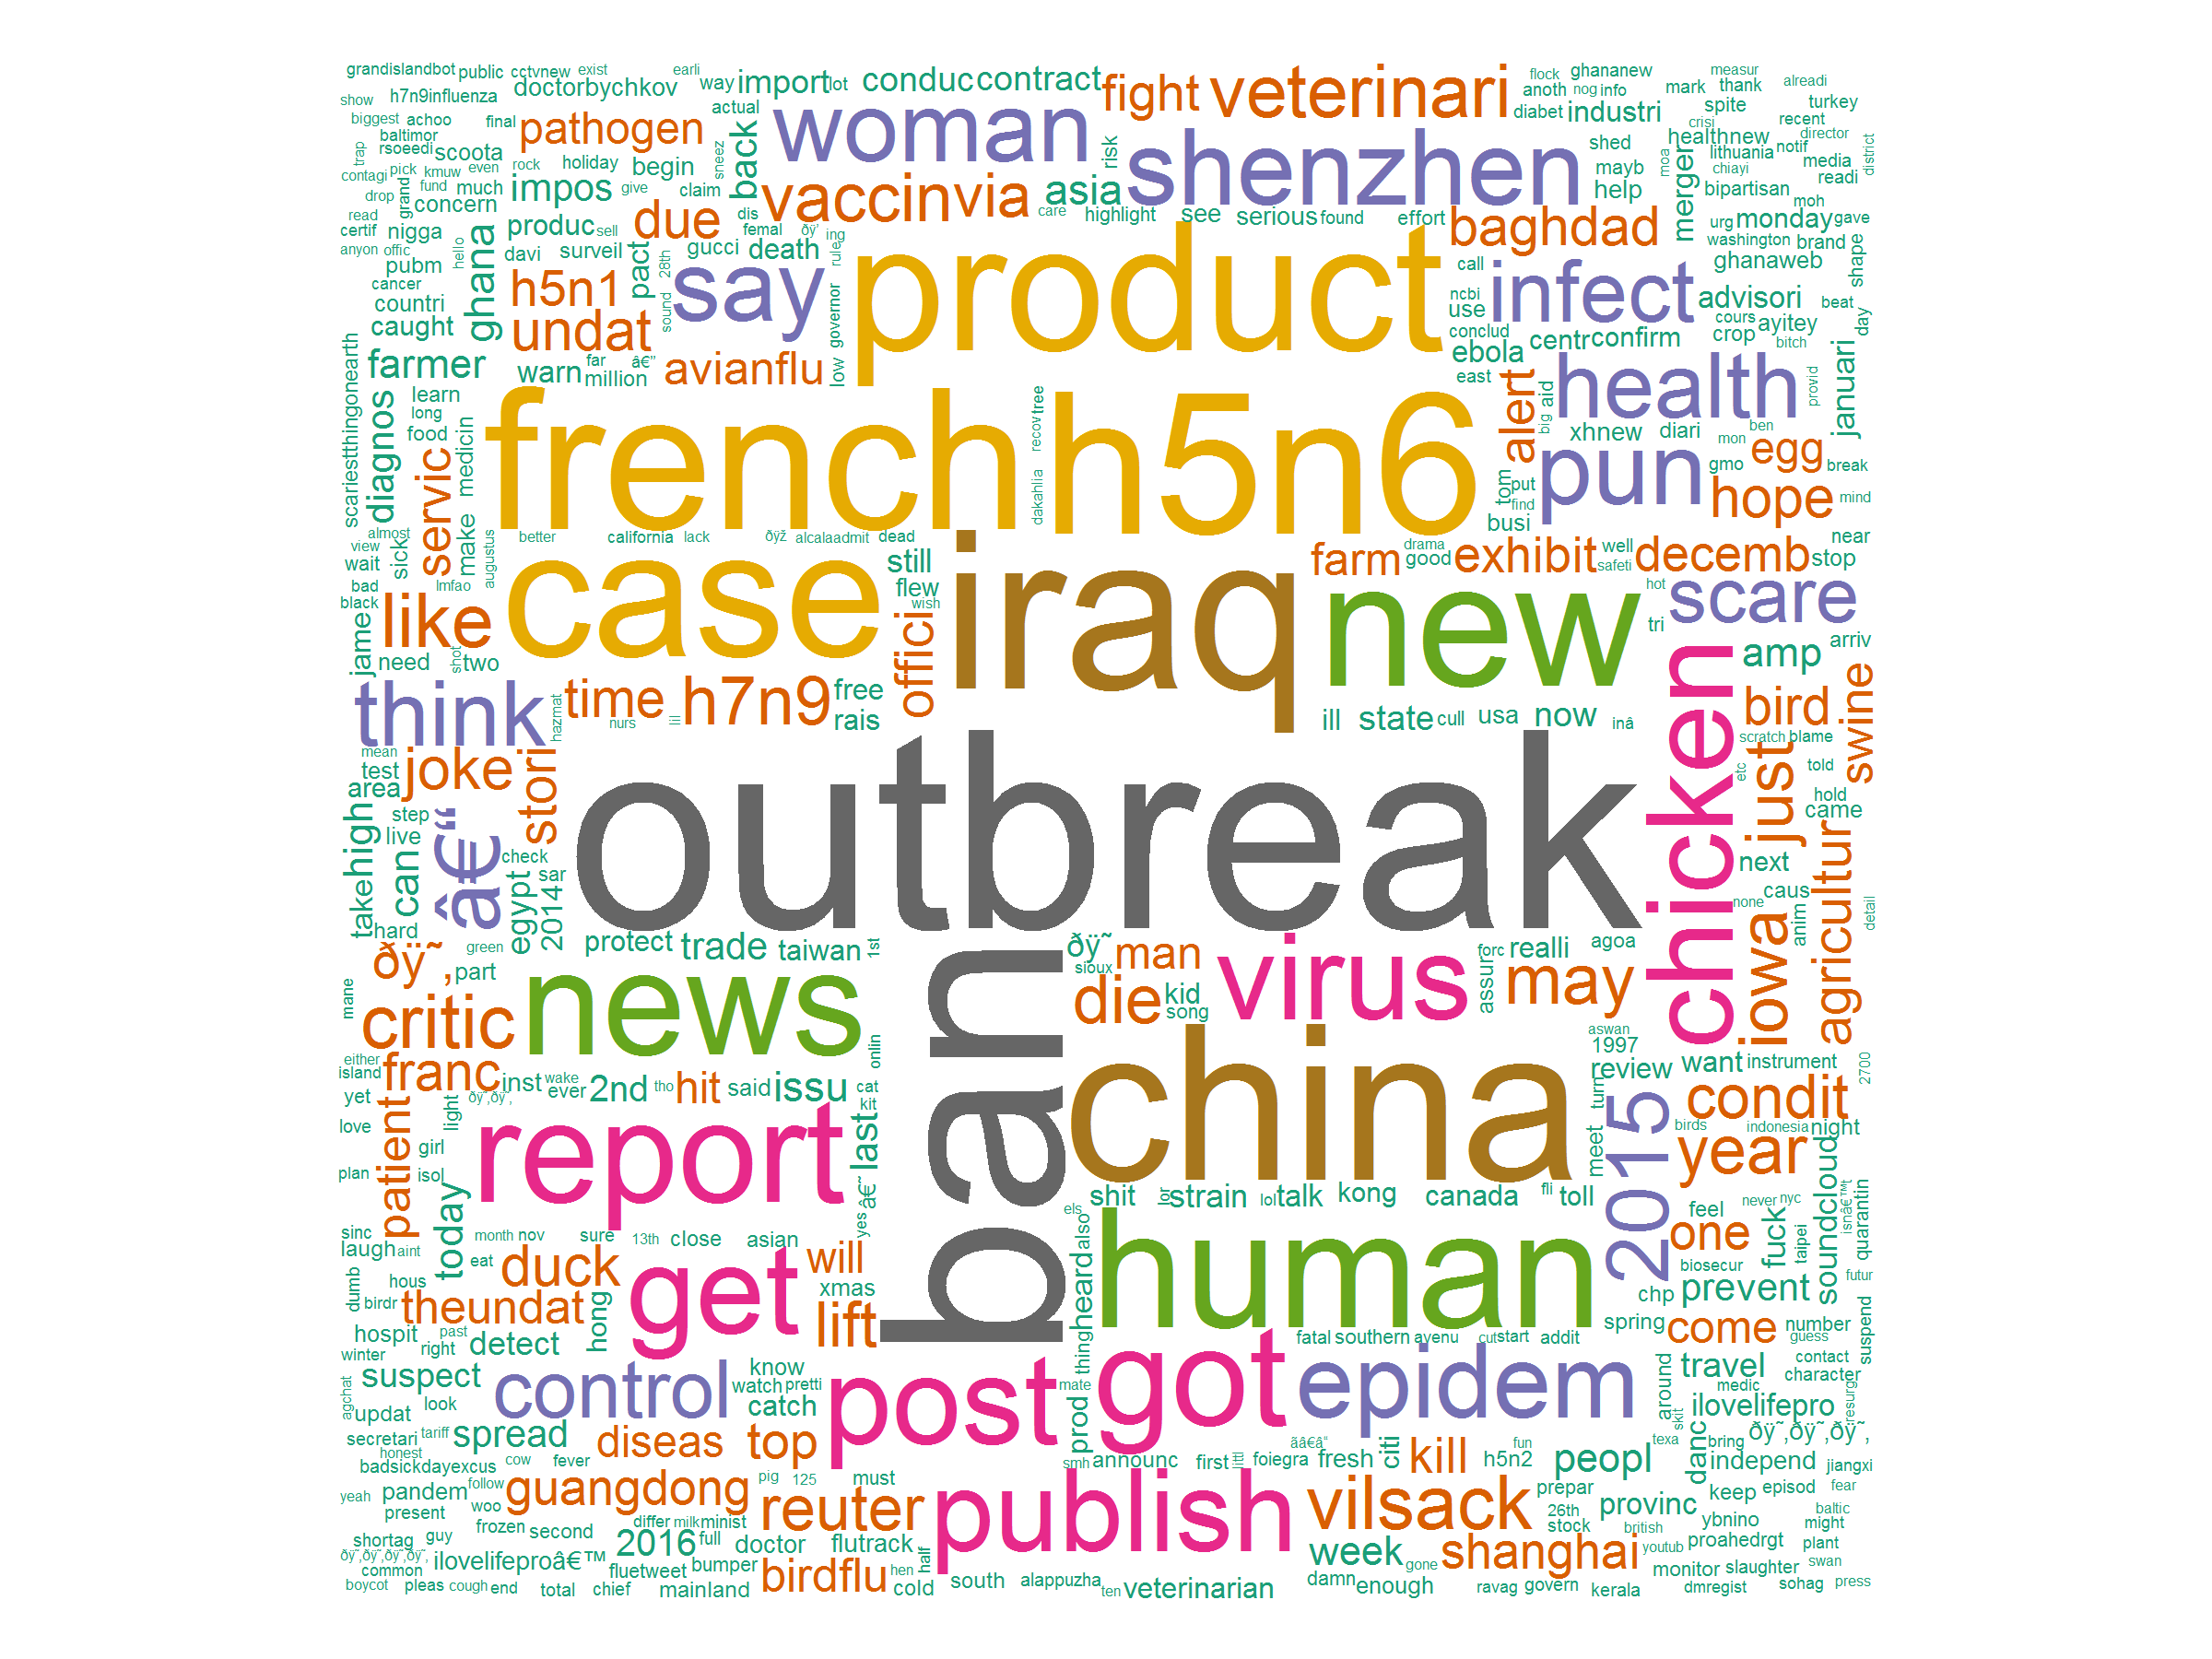 grandislandbot public cctvnew exist earli way import lot conduc contract fight veterinari flock ghananew measur alreadi
show h7n9influenza doctorbychkov actual woman anoth nog info mark thank
biggest achoo final pathogen back shenzhen diabet industri spite turkey
baltimor rsoeedi scoota rock holiday begin sneez risk shed crisi healthnew recent director
trap contagi pick kmuw even impos give claim vaccin via asia mayb help moa merger lithuania notif media
drop grand fund much concern due dis care highlight see serious found effort chiayi bipartisan readi district
read certif nigga produc sell femal ðÿ’ ing product baghdad urg monday moh gave
anyon offic hello ghana davi surveil pact gucci death rule say washington brand shape
pubm cancer h5n1 28th call infect ghanaweb
countri caught undat sound low governor ncbi use advisori beat
farmer far million â€” avianflu conclud ebola centr confirm crop cours ayitey bitch day
scariestthingonearth learn warn east alert big aid health provid januari
long food diagnos servic medicin french h5n6 recov tree dakahlia xhnew diari ben mon
almost view wait sick make augustus tom put find busi pun gmo egg break hope mind
better california lack ðÿž alcalaadmit dead drama good well safeti decemb near stop
bad lmfao case still flew wish iraq farm exhibit new hot scare
black jame like need shot two offici tri chicken amp arriv
think hazmat time nurs h7n9 lil free rais ill state cull usa now inâ bird swine
mean test area joke stori outbreak scratch blame etc just told hold came
take high step live can â€“ check egypt sar 2014 next caus none iowa anim agricultur detail
hard green protect trade taiwan 1st ban ðÿ˜ sioux man virus forc realli agoa may
ðÿ˜‚ part news onlin die kid song assur
mane critic china aswan 1997
either island franc inst wake ever 2nd tho hit said issu cat kit review want instrument 2700
yet light ðÿ˜‚ðÿ˜‚ last meet turn 2015 condit birds indonesia night
love patient girl report year
plan isol today yes â€˜ shit lor strain lol talk kong canada fli toll soundcloud
sinc month nov sure 13th close asian els also human feel never nyc isnâ€™t
laugh aint eat duck get will xmas one fuck taipei quarantin
dumb hous birdr theundat lift thing heard chp biosecur prevent futur
hospit past right detect hong fatal southern avenu cut start addit spring come number guess suspend
winter suspect control know watch pretti catch post mate got epidem travel contact character
agchat updat look medic around ilovelifepro resurg
secretari tariff spread diseas top prod ãâ€â“ citi skit texa danc bring ðÿ˜‚ðÿ˜‚ðÿ˜‚
honest badsickdayexcus cow fever smh announc first littl foiegra fresh kill h5n2 fun peopl independ jiangxi
yeah pandem follow guangdong pig 125 must publish vilsack prepar provinc keep episod fear
present woo reuter 26th stock ybnino baltic might
shortag guy frozen second differ milk minist 2016 full doctor flutrack week gone shanghai british youtub proahedrgt plant
ðÿ˜‚ðÿ˜‚ðÿ˜‚ðÿ˜‚ common ilovelifeproâ€™ fluetweet bumper birdflu hen half monitor slaughter swan
boycot pleas cough end total chief mainland cold south alappuzha ten veterinarian damn enough ravag govern kerala dmregist sohag press